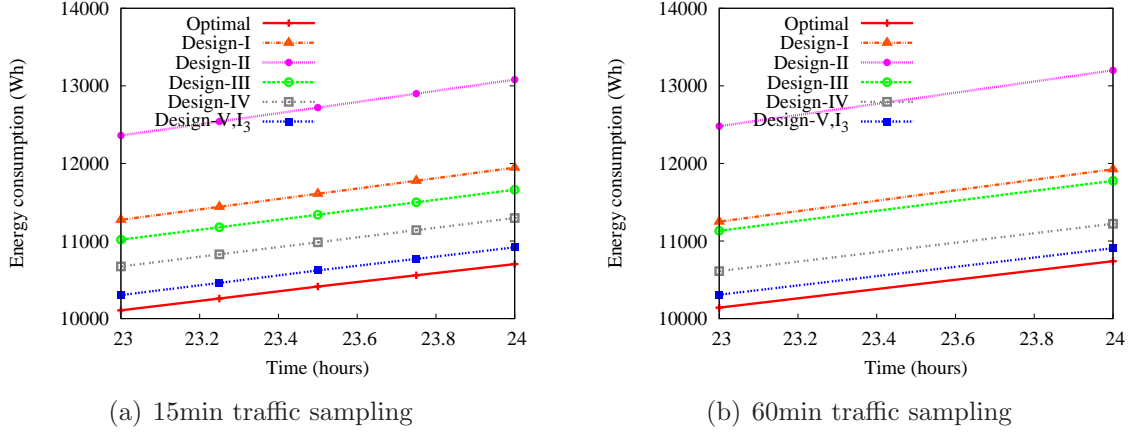 Energy consumption (Wh)
14000
13000
12000
11000
10000
Optimal
Design-I
Design-II
Design-III
Design-IV
Design-V,I3
23
23.2
23.4
23.6
23.8
24
Time (hours)
(a) 15min traffic sampling
Energy consumption (Wh)
14000
13000
12000
11000
10000
Optimal
Design-I
Design-II
Design-III
Design-IV
Design-V,I3
23
23.2
23.4
23.6
23.8
24
Time (hours)
(b) 60min traffic sampling